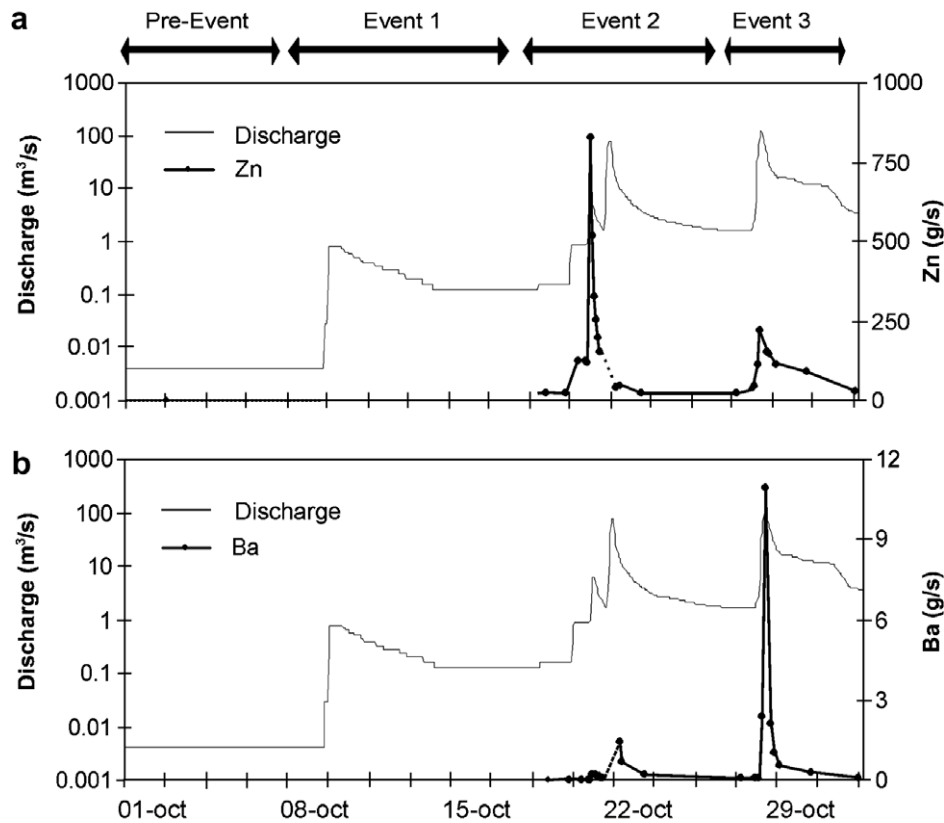 a
Pre-Event Event 1 Event 2 Event 3
Discharge (m³/s)
1000
100
10
1
0.1
0.01
0.001
Discharge
Zn
1000
750
500
250
0
Zn (g/s)
b
Discharge (m³/s)
1000
100
10
1
0.1
0.01
0.001
Discharge
Ba
12
9
6
3
0
Ba (g/s)
01-oct 08-oct 15-oct 22-oct 29-oct